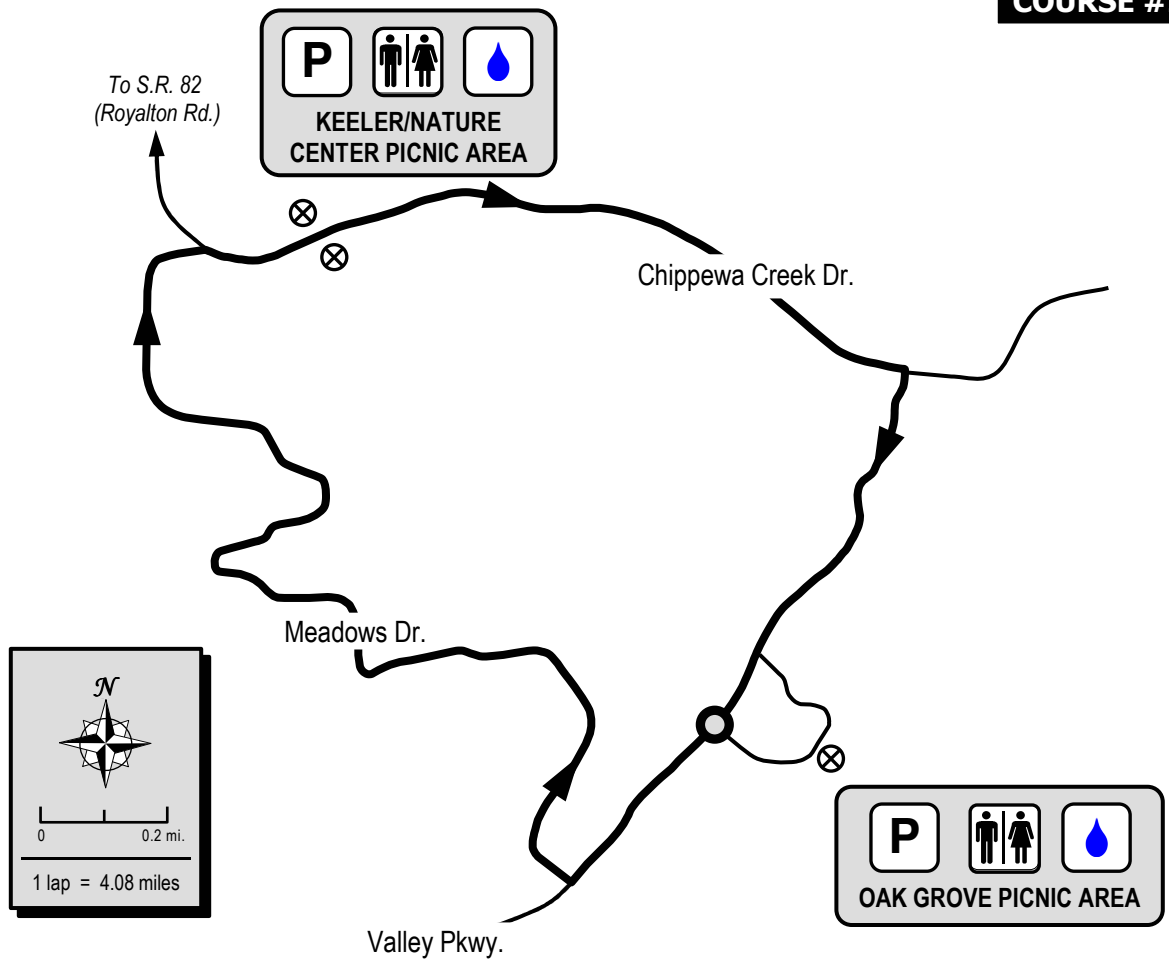 COURSE #
P
To S.R. 82
(Royalton Rd.)
KEELER/NATURE
CENTER PICNIC AREA
Chippewa Creek Dr.
Meadows Dr.
N
0 0.2 mi.
1 lap = 4.08 miles
P
OAK GROVE PICNIC AREA
Valley Pkwy.